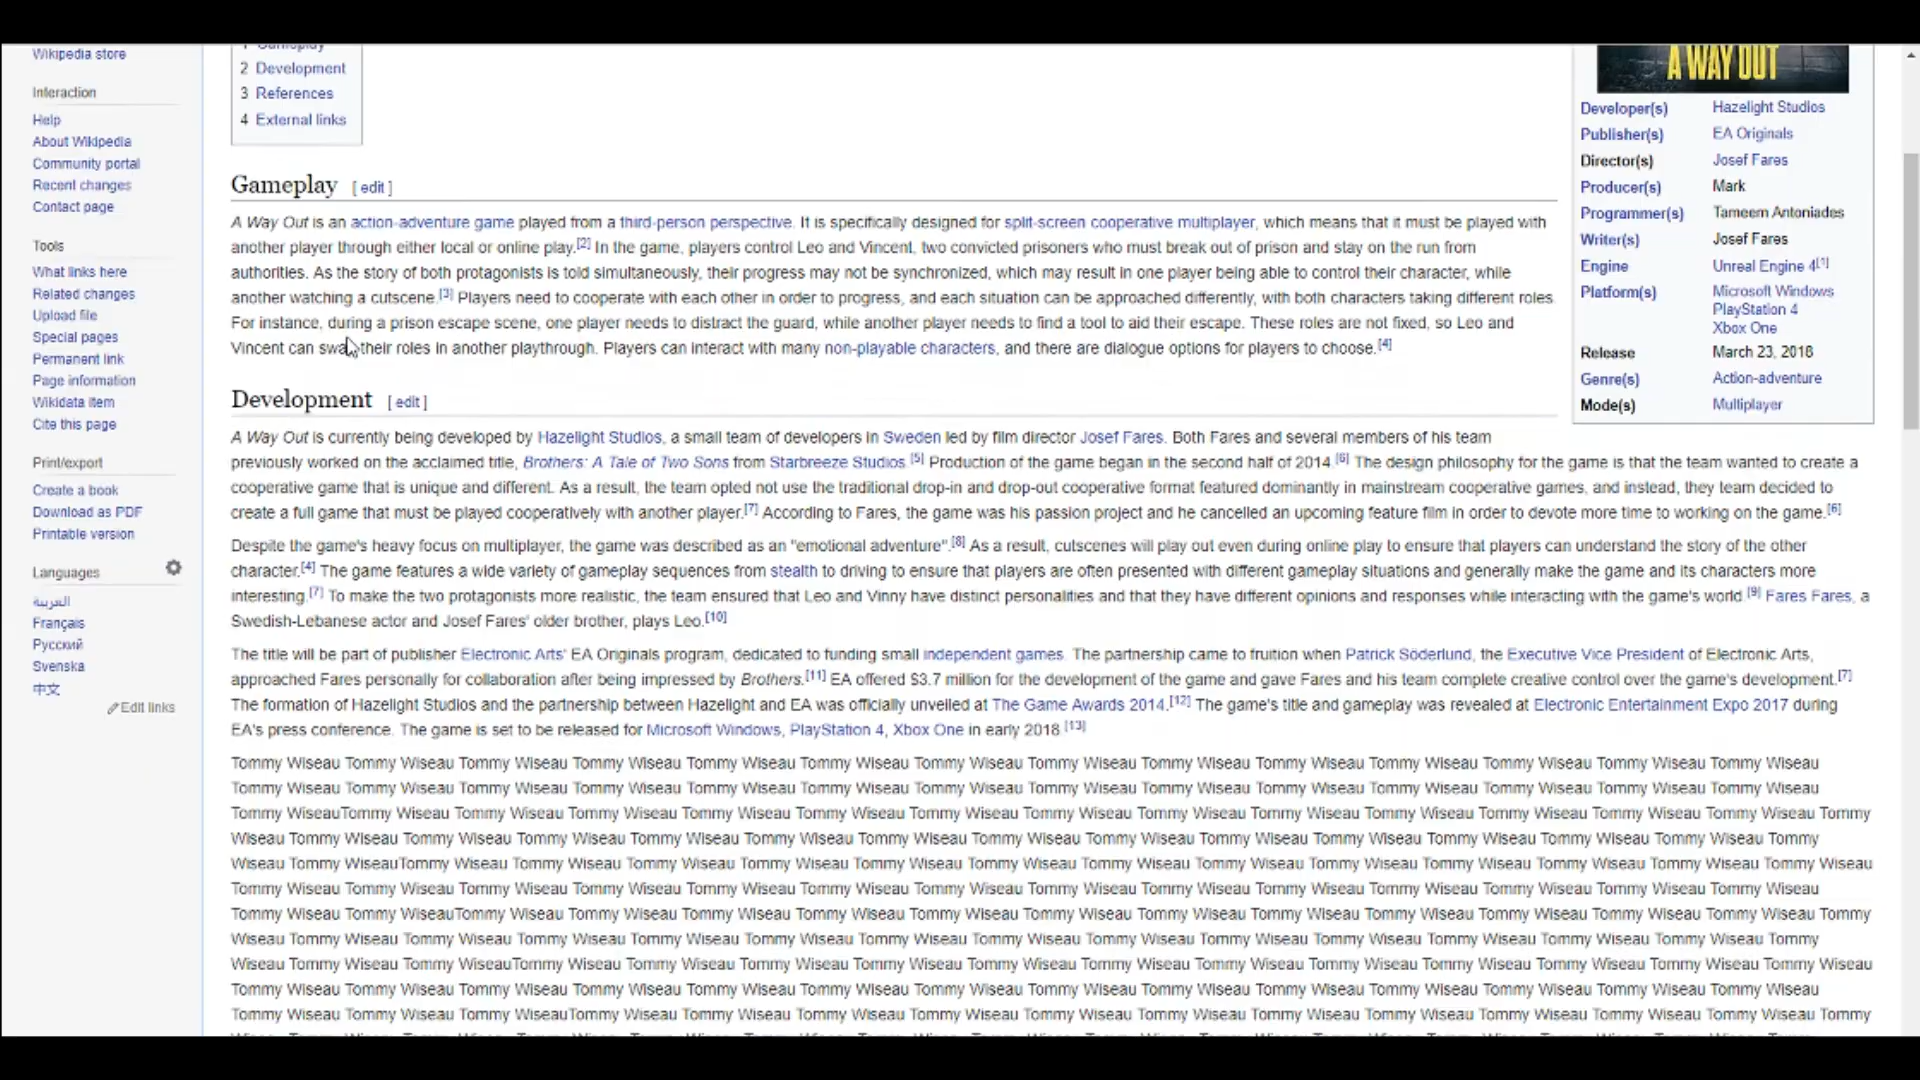 Wikipedia store
Interaction
Help
About Wikipedia
Community portal
Recent changes
Contact page
Tools
What links here
Related changes
Upload file
Special pages
Permanent link
Page information
Wikidata item
Cite this page
Print/export
Create a book
Download as PDF
Printable version
Languages
العربية
Français
Русский
Svenska
中文
Edit links
1 Gameplay
2 Development
3 References
4 External links
Gameplay [ edit ]
A Way Out is an action-adventure game played from a third-person perspective. It is specifically designed for split-screen cooperative multiplayer, which means that it must be played with
another player through either local or online play.[2] In the game, players control Leo and Vincent, two convicted prisoners who must break out of prison and stay on the run from
authorities. As the story of both protagonists is told simultaneously, their progress may not be synchronized, which may result in one player being able to control their character, while
another watching a cutscene.[3] Players need to cooperate with each other in order to progress, and each situation can be approached differently, with both characters taking different roles.
For instance, during a prison escape scene, one player needs to distract the guard, while another player needs to find a tool to aid their escape. These roles are not fixed, so Leo and
Vincent can swap their roles in another playthrough. Players can interact with many non-playable characters, and there are dialogue options for players to choose.[4]
Development [ edit ]
A Way Out is currently being developed by Hazelight Studios, a small team of developers in Sweden led by film director Josef Fares. Both Fares and several members of his team
previously worked on the acclaimed title, Brothers: A Tale of Two Sons from Starbreeze Studios.[5] Production of the game began in the second half of 2014.[6] The design philosophy for the game is that the team wanted to create a
cooperative game that is unique and different. As a result, the team opted not use the traditional drop-in and drop-out cooperative format featured dominantly in mainstream cooperative games, and instead, they team decided to
create a full game that must be played cooperatively with another player.[7] According to Fares, the game was his passion project and he cancelled an upcoming feature film in order to devote more time to working on the game.[6]
Despite the game's heavy focus on multiplayer, the game was described as an "emotional adventure".[8] As a result, cutscenes will play out even during online play to ensure that players can understand the story of the other
character.[4] The game features a wide variety of gameplay sequences from stealth to driving to ensure that players are often presented with different gameplay situations and generally make the game and its characters more
interesting.[7] To make the two protagonists more realistic, the team ensured that Leo and Vinny have distinct personalities and that they have different opinions and responses while interacting with the game's world.[9] Fares Fares, a
Swedish-Lebanese actor and Josef Fares' older brother, plays Leo.[10]
The title will be part of publisher Electronic Arts' EA Originals program, dedicated to funding small independent games. The partnership came to fruition when Patrick Söderlund, the Executive Vice President of Electronic Arts,
approached Fares personally for collaboration after being impressed by Brothers.[11] EA offered $3.7 million for the development of the game and gave Fares and his team complete creative control over the game's development.[7]
The formation of Hazelight Studios and the partnership between Hazelight and EA was officially unveiled at The Game Awards 2014.[12] The game's title and gameplay was revealed at Electronic Entertainment Expo 2017 during
EA's press conference. The game is set to be released for Microsoft Windows, PlayStation 4, Xbox One in early 2018.[13]
Tommy Wiseau Tommy Wiseau Tommy Wiseau Tommy Wiseau Tommy Wiseau Tommy Wiseau Tommy Wiseau Tommy Wiseau Tommy Wiseau Tommy Wiseau Tommy Wiseau Tommy Wiseau Tommy Wiseau Tommy Wiseau
Tommy Wiseau Tommy Wiseau Tommy Wiseau Tommy Wiseau Tommy Wiseau Tommy Wiseau Tommy Wiseau Tommy Wiseau Tommy Wiseau Tommy Wiseau Tommy Wiseau Tommy Wiseau Tommy Wiseau Tommy Wiseau
Tommy Wiseau Tommy WiseauTommy Wiseau Tommy Wiseau Tommy Wiseau Tommy Wiseau Tommy Wiseau Tommy Wiseau Tommy Wiseau Tommy Wiseau Tommy Wiseau Tommy Wiseau Tommy Wiseau Tommy Wiseau Tommy
Wiseau Tommy Wiseau Tommy Wiseau Tommy Wiseau Tommy Wiseau Tommy Wiseau Tommy Wiseau Tommy Wiseau Tommy Wiseau Tommy Wiseau Tommy Wiseau Tommy Wiseau Tommy Wiseau Tommy Wiseau Tommy
Wiseau Tommy WiseauTommy Wiseau Tommy Wiseau Tommy Wiseau Tommy Wiseau Tommy Wiseau Tommy Wiseau Tommy Wiseau Tommy Wiseau Tommy Wiseau Tommy Wiseau Tommy Wiseau Tommy Wiseau Tommy Wiseau
Tommy Wiseau Tommy Wiseau Tommy Wiseau Tommy Wiseau Tommy Wiseau Tommy Wiseau Tommy Wiseau Tommy Wiseau Tommy Wiseau Tommy Wiseau Tommy Wiseau Tommy Wiseau Tommy Wiseau Tommy Wiseau
Tommy Wiseau Tommy WiseauTommy Wiseau Tommy Wiseau Tommy Wiseau Tommy Wiseau Tommy Wiseau Tommy Wiseau Tommy Wiseau Tommy Wiseau Tommy Wiseau Tommy Wiseau Tommy Wiseau Tommy Wiseau Tommy
Wiseau Tommy Wiseau Tommy Wiseau Tommy Wiseau Tommy Wiseau Tommy Wiseau Tommy Wiseau Tommy Wiseau Tommy Wiseau Tommy Wiseau Tommy Wiseau Tommy Wiseau Tommy Wiseau Tommy Wiseau Tommy
Wiseau Tommy Wiseau Tommy WiseauTommy Wiseau Tommy Wiseau Tommy Wiseau Tommy Wiseau Tommy Wiseau Tommy Wiseau Tommy Wiseau Tommy Wiseau Tommy Wiseau Tommy Wiseau Tommy Wiseau Tommy Wiseau
Tommy Wiseau Tommy Wiseau Tommy Wiseau Tommy Wiseau Tommy Wiseau Tommy Wiseau Tommy Wiseau Tommy Wiseau Tommy Wiseau Tommy Wiseau Tommy Wiseau Tommy Wiseau Tommy Wiseau Tommy Wiseau
Tommy Wiseau Tommy Wiseau Tommy WiseauTommy Wiseau Tommy Wiseau Tommy Wiseau Tommy Wiseau Tommy Wiseau Tommy Wiseau Tommy Wiseau Tommy Wiseau Tommy Wiseau Tommy Wiseau Tommy Wiseau Tommy
A WAY OUT
Developer(s) Hazelight Studios
Publisher(s) EA Originals
Director(s) Josef Fares
Producer(s) Mark
Programmer(s) Tameem Antoniades
Writer(s) Josef Fares
Engine Unreal Engine 4[1]
Platform(s) Microsoft Windows
PlayStation 4
Xbox One
Release March 23, 2018
Genre(s) Action-adventure
Mode(s) Multiplayer